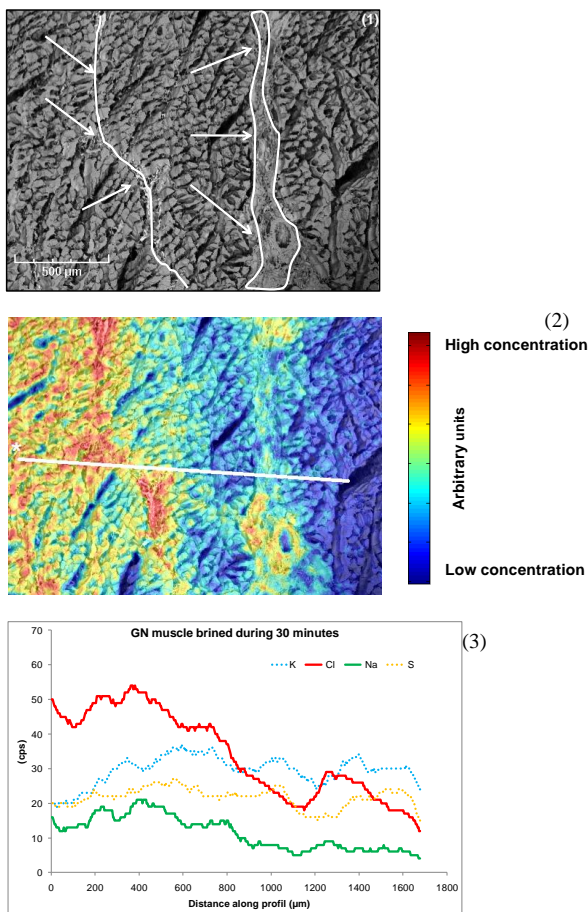 (1)
500 µm
(2)
High concentration
Arbitrary units
Low concentration
*
(3)
GN muscle brined during 30 minutes
K Cl Na S
70
60
50
40
30
20
10
0
(cps)
0 200 400 600 800 1000 1200 1400 1600 1800
Distance along profil (µm)